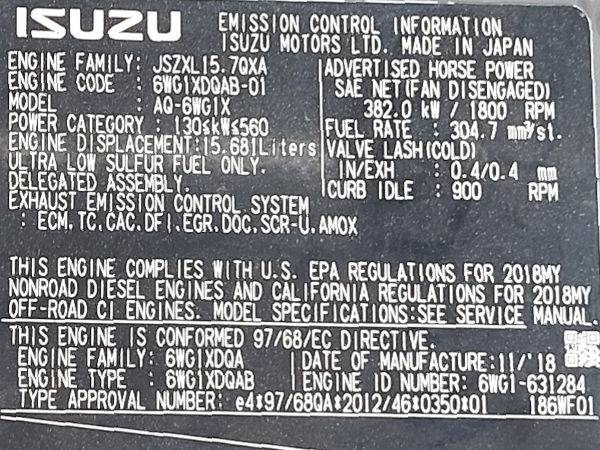 ISUZU EMISSION CONTROL INFORMATION
ISUZU MOTORS LTD. MADE IN JAPAN
ENGINE FAMILY: JSZXL15.7QXA
ENGINE CODE : 6WG1XDQAB-01
MODEL : AQ-6WG1X
POWER CATEGORY : 130≤kW≤560
ENGINE DISPLACEMENT:15.681Liters
ULTRA LOW SULFUR FUEL ONLY.
DELEGATED ASSEMBLY.
EXHAUST EMISSION CONTROL SYSTEM
: ECM,TC,CAC,DFI,EGR,DOC,SCR-U,AMOX
ADVERTISED HORSE POWER
SAE NET(FAN DISENGAGED)
382.0 kW / 1800 RPM
FUEL RATE : 304.7 mm³/st.
VALVE LASH(COLD)
IN/EXH : 0.4/0.4 mm
CURB IDLE : 900 RPM
THIS ENGINE COMPLIES WITH U.S. EPA REGULATIONS FOR 2018MY
NONROAD DIESEL ENGINES AND CALIFORNIA REGULATIONS FOR 2018MY
OFF-ROAD CI ENGINES. MODEL SPECIFICATIONS:SEE SERVICE MANUAL.
THIS ENGINE IS CONFORMED 97/68/EC DIRECTIVE.
ENGINE FAMILY: 6WG1XDQA
ENGINE TYPE : 6WG1XDQAB
DATE OF MANUFACTURE:11/'18
ENGINE ID NUMBER: 6WG1-631284
TYPE APPROVAL NUMBER: e4*97/68QA*2012/46*0350*01 186WF01